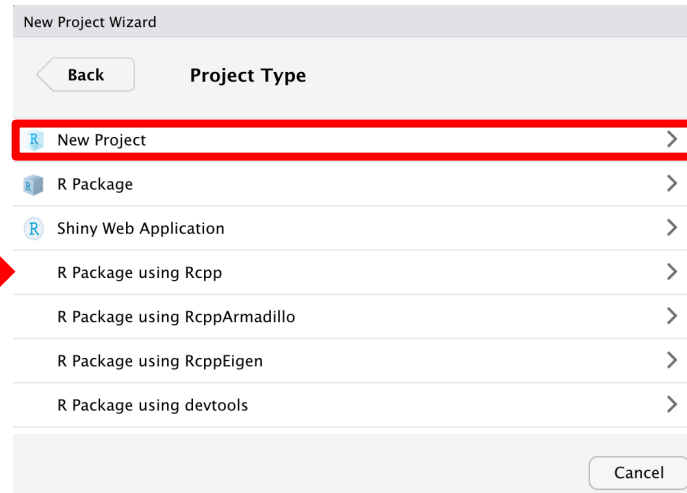 New Project Wizard
Back
Project Type
R New Project
R R Package
R Shiny Web Application
R Package using Rcpp
R Package using RcppArmadillo
R Package using RcppEigen
R Package using devtools
Cancel